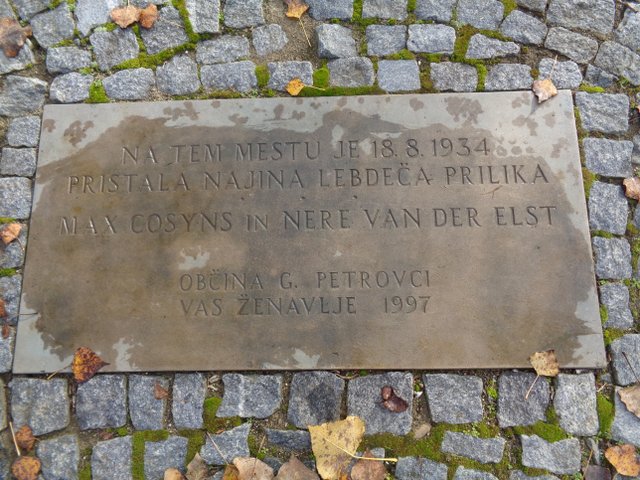 NA TEM MESTU JE 18.8.1934
PRISTALA NAJINA LEBDEČA PRILIKA
MAX COSYNS in NERE VAN DER ELST
OBČINA G. PETROVCI
VAS ŽENAVLJE 1997